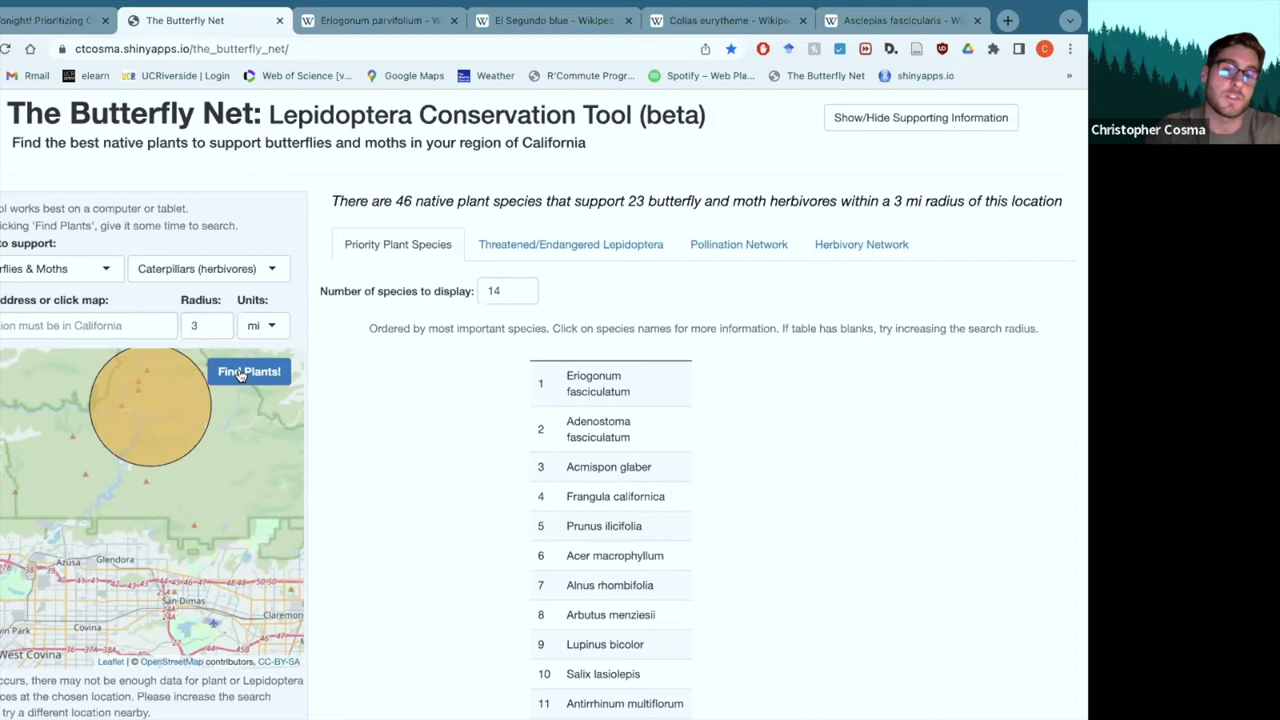 onight! Prioritizing C
The Butterfly Net
Eriogonum parvifolium - W
El Segundo blue - Wikipec
Colias eurytheme - Wikipe
Asclepias fascicularis - W
ctcosma.shinyapps.io/the_butterfly_net/
Rmail
elearn
UCRiverside | Login
Web of Science [v...
Google Maps
Weather
R'Commute Progr...
Spotify – Web Pla...
The Butterfly Net
shinyapps.io
»
The Butterfly Net: Lepidoptera Conservation Tool (beta)
Show/Hide Supporting Information
Find the best native plants to support butterflies and moths in your region of California
Christopher Cosma
ol works best on a computer or tablet.
icking 'Find Plants', give it some time to search.
to support:
rflies & Moths
Caterpillars (herbivores)
ddress or click map:
Radius:
Units:
ion must be in California
3
mi
Find Plants!
Azusa
Glendora
San Dimas
Claremon
Covina
win Park
West Covina
Leaflet | © OpenStreetMap contributors, CC-BY-SA
ccurs, there may not be enough data for plant or Lepidoptera
ces at the chosen location. Please increase the search
try a different location nearby.
There are 46 native plant species that support 23 butterfly and moth herbivores within a 3 mi radius of this location
Priority Plant Species
Threatened/Endangered Lepidoptera
Pollination Network
Herbivory Network
Number of species to display:
14
Ordered by most important species. Click on species names for more information. If table has blanks, try increasing the search radius.
1 Eriogonum
fasciculatum
2 Adenostoma
fasciculatum
3 Acmispon glaber
4 Frangula californica
5 Prunus ilicifolia
6 Acer macrophyllum
7 Alnus rhombifolia
8 Arbutus menziesii
9 Lupinus bicolor
10 Salix lasiolepis
11 Antirrhinum multiflorum